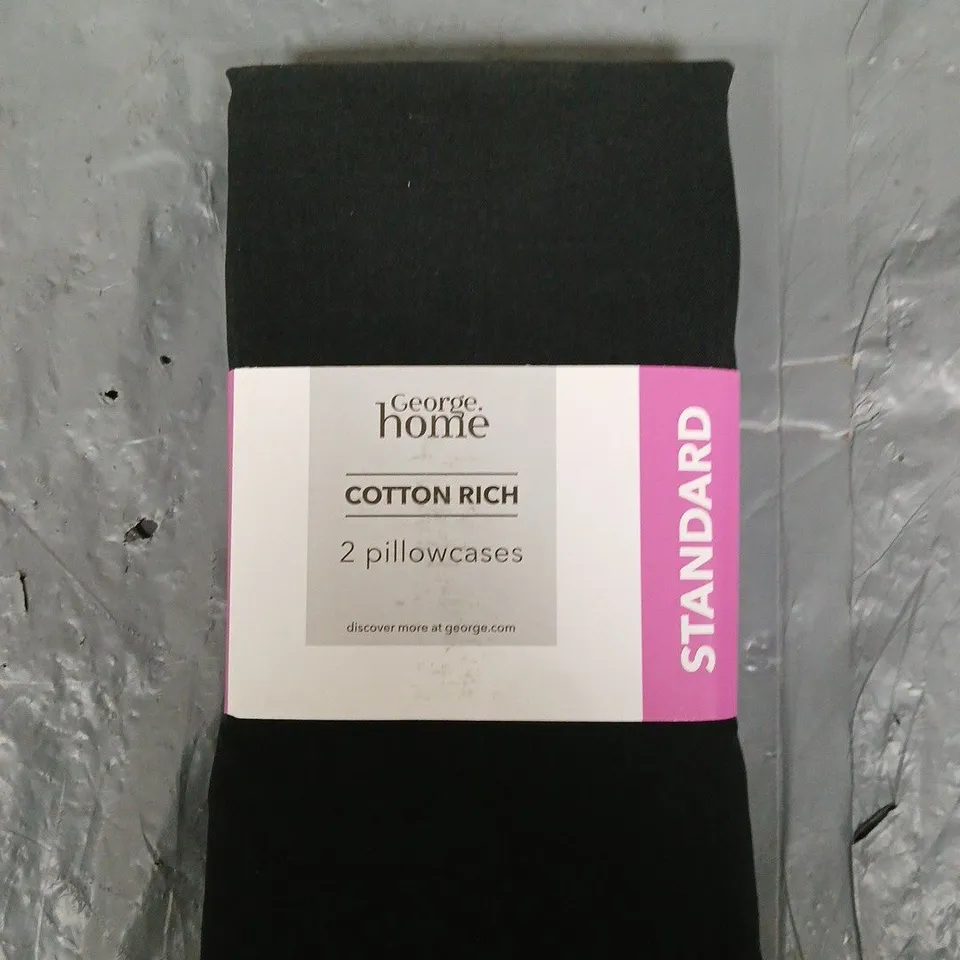 George.
home
COTTON RICH
2 pillowcases
discover more at george.com
STANDARD